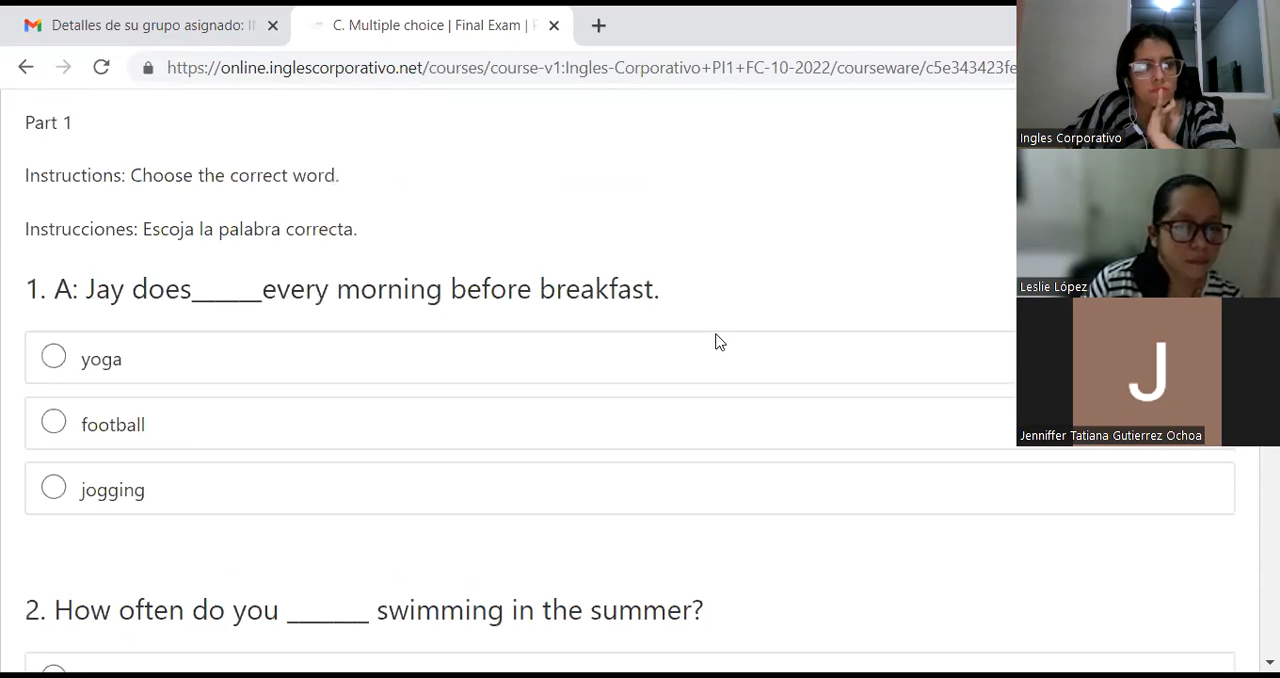 Detalles de su grupo asignado: I
C. Multiple choice | Final Exam |
https://online.inglescorporativo.net/courses/course-v1:Ingles-Corporativo+PI1+FC-10-2022/courseware/c5e343423fe
Part 1
Instructions: Choose the correct word.
Instrucciones: Escoja la palabra correcta.
1. A: Jay does______every morning before breakfast.
yoga
football
jogging
2. How often do you _______ swimming in the summer?
Ingles Corporativo
Leslie López
J
Jenniffer Tatiana Gutierrez Ochoa